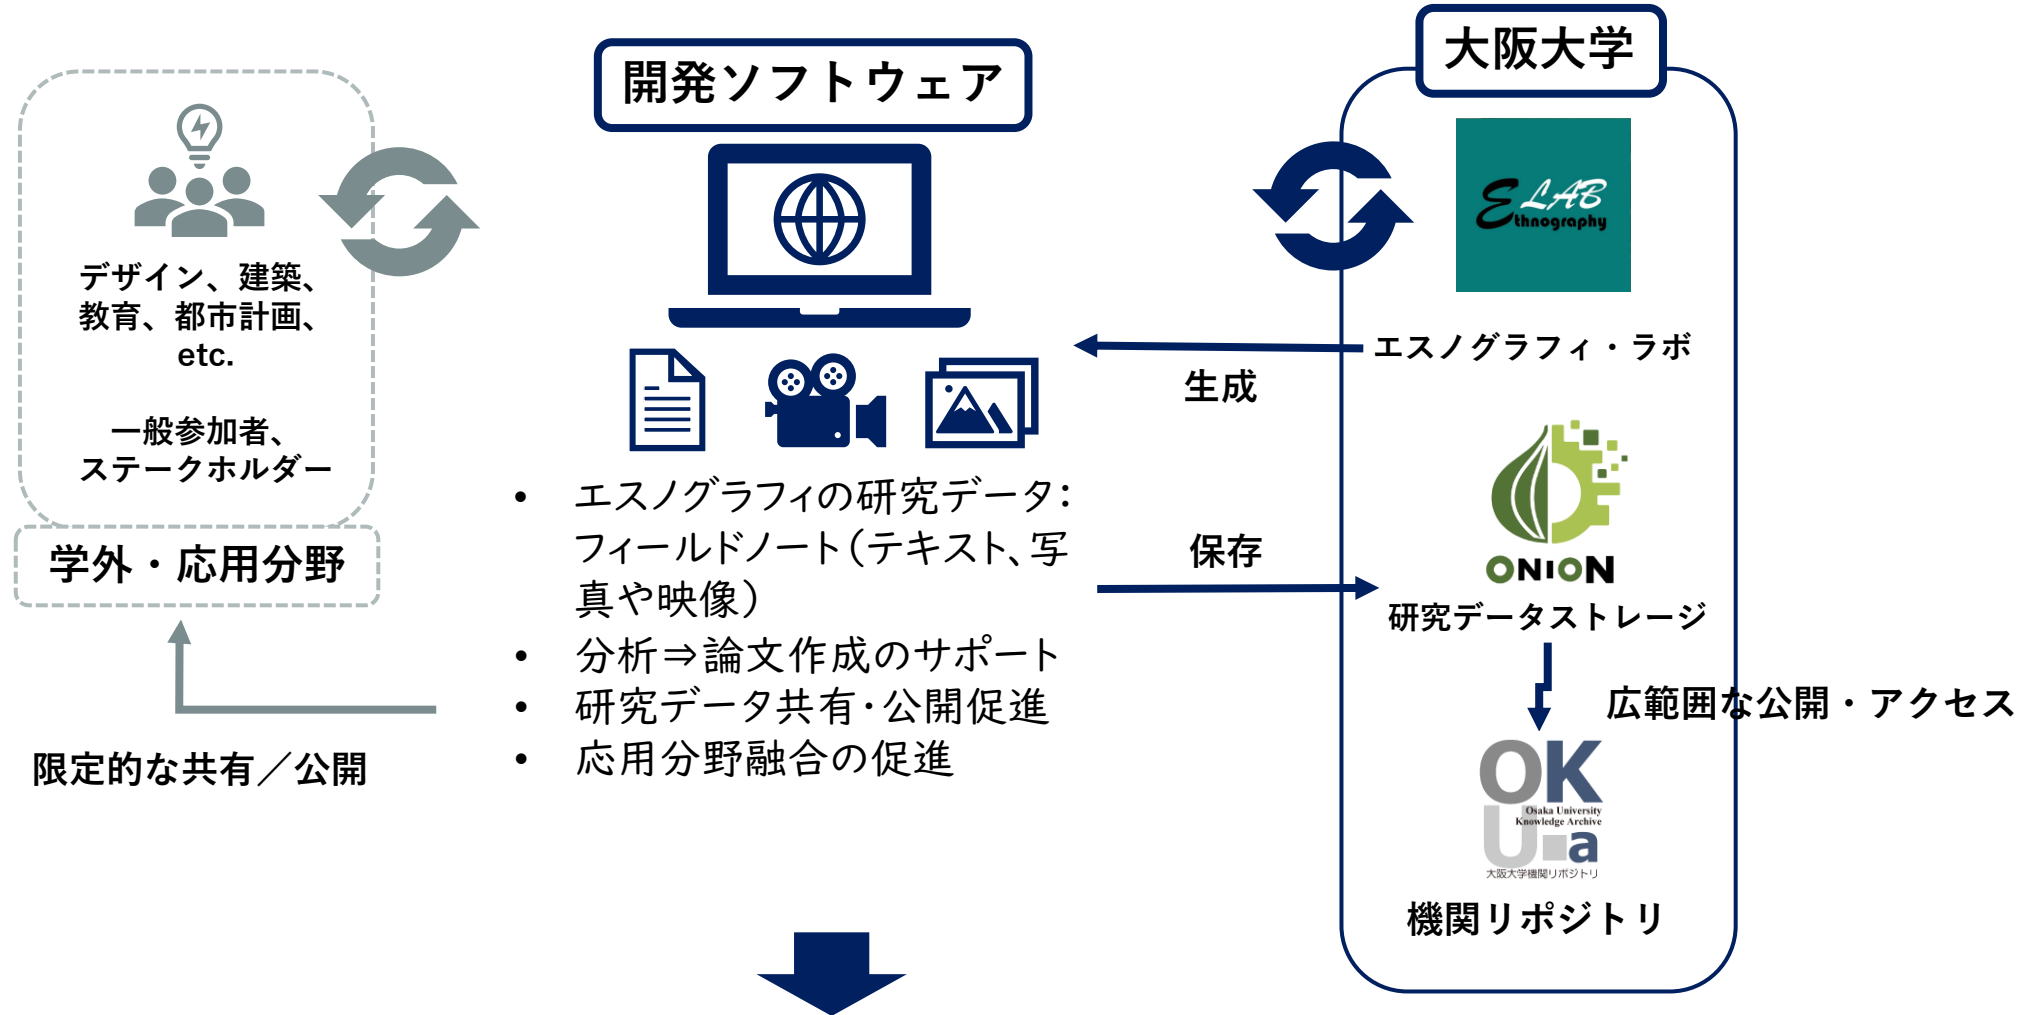 開発ソフトウェア
大阪大学
デザイン、建築、
教育、都市計画、
etc.
一般参加者、
ステークホルダー
学外・応用分野
限定的な共有／公開
• エスノグラフィの研究データ：
フィールドノート（テキスト、写
真や映像）
• 分析⇒論文作成のサポート
• 研究データ共有・公開促進
• 応用分野融合の促進
生成
保存
E LAB
Ethnography
エスノグラフィ・ラボ
ONION
研究データストレージ
広範囲な公開・アクセス
OK
Osaka University
Knowledge Archive
U a
大阪大学機関リポジトリ
機関リポジトリ